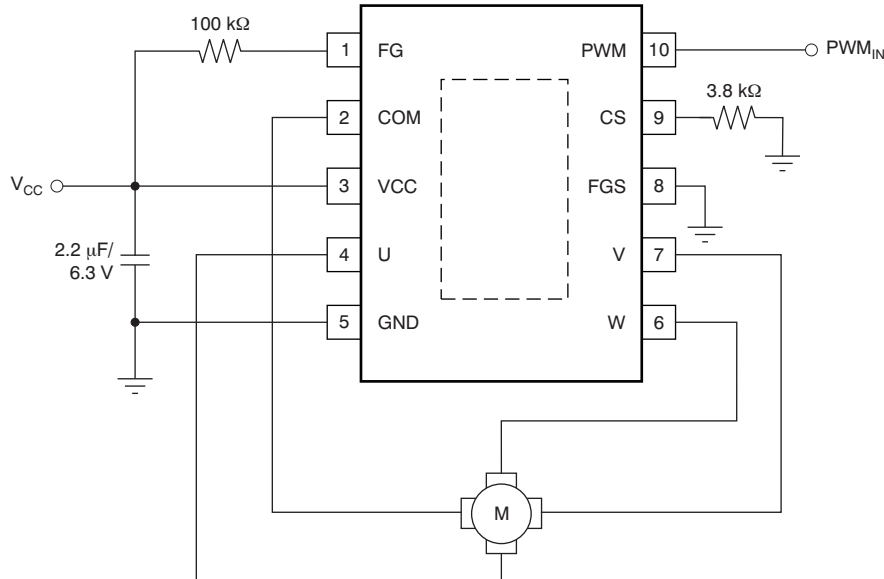 100 kΩ
1 FG PWM 10 PWM_IN
3.8 kΩ
2 COM CS 9
V_CC 3 VCC FGS 8
2.2 μF/
6.3 V
4 U V 7
5 GND W 6
M